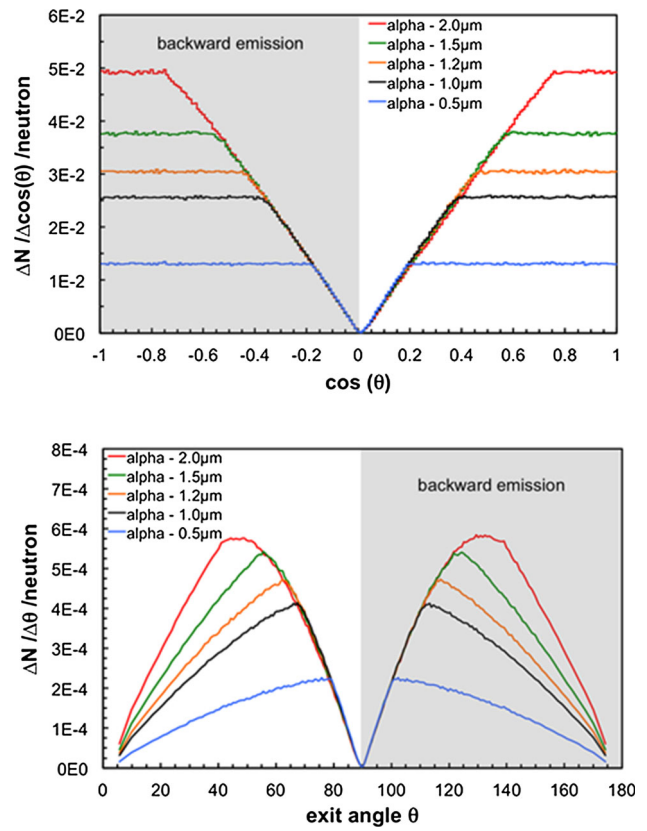 6E-2
5E-2
4E-2
3E-2
2E-2
1E-2
0E0
ΔN /Δcos(θ) /neutron
backward emission
alpha - 2.0μm
alpha - 1.5μm
alpha - 1.2μm
alpha - 1.0μm
alpha - 0.5μm
-1 -0.8 -0.6 -0.4 -0.2 0 0.2 0.4 0.6 0.8 1
cos (θ)
8E-4
7E-4
6E-4
5E-4
4E-4
3E-4
2E-4
1E-4
0E0
ΔN /Δθ /neutron
alpha - 2.0μm
alpha - 1.5μm
alpha - 1.2μm
alpha - 1.0μm
alpha - 0.5μm
backward emission
0 20 40 60 80 100 120 140 160 180
exit angle θ